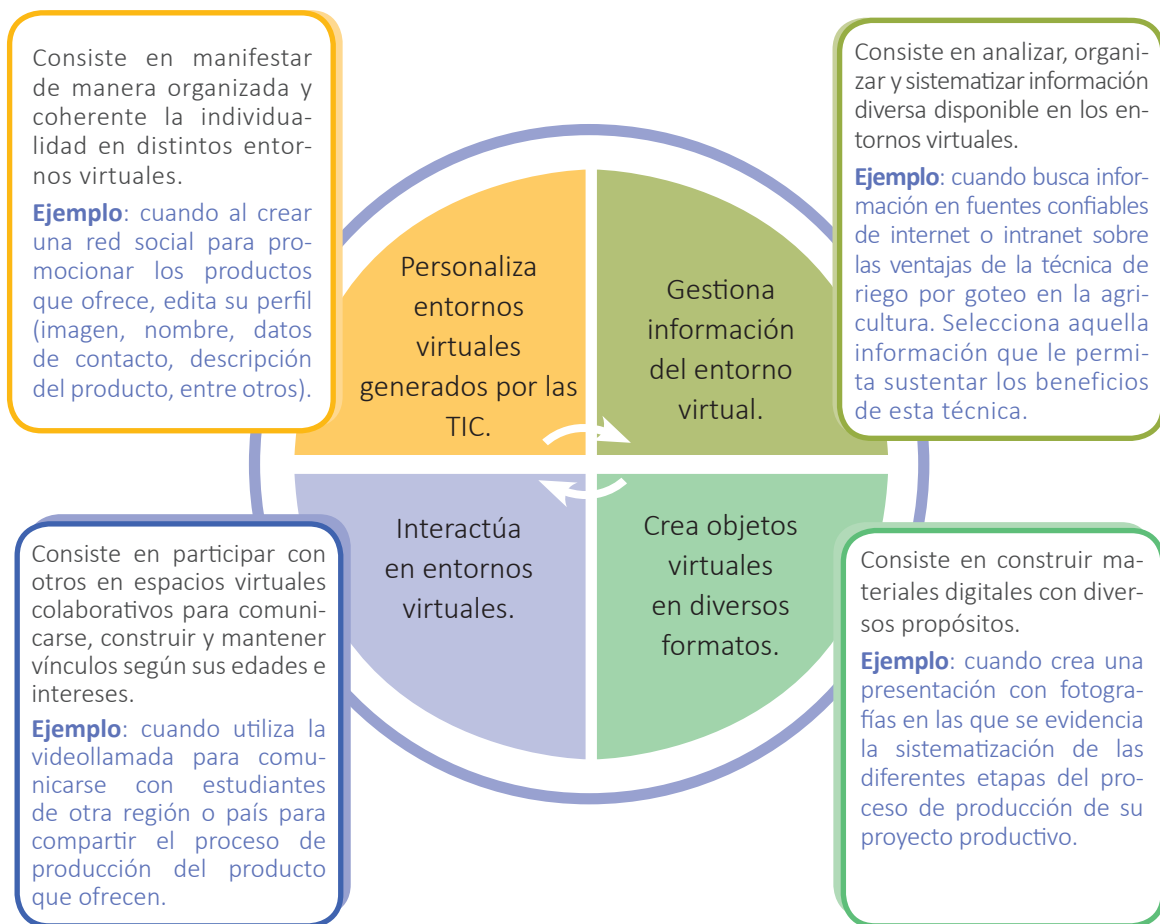 Consiste en manifestar
de manera organizada y
coherente la individua-
lidad en distintos entor-
nos virtuales.
Ejemplo: cuando al crear
una red social para pro-
mocionar los productos
que ofrece, edita su perfil
(imagen, nombre, datos
de contacto, descripción
del producto, entre otros).
Personaliza
entornos
virtuales
generados por las
TIC.
Gestiona
información
del entorno
virtual.
Consiste en analizar, organi-
zar y sistematizar información
diversa disponible en los en-
tornos virtuales.
Ejemplo: cuando busca infor-
mación en fuentes confiables
de internet o intranet sobre
las ventajas de la técnica de
riego por goteo en la agri-
cultura. Selecciona aquella
información que le permi-
ta sustentar los beneficios
de esta técnica.
Consiste en participar con
otros en espacios virtuales
colaborativos para comuni-
carse, construir y mantener
vínculos según sus edades e
intereses.
Ejemplo: cuando utiliza la
videollamada para comu-
nicarse con estudiantes
de otra región o país para
compartir el proceso de
producción del producto
que ofrecen.
Interactúa
en entornos
virtuales.
Crea objetos
virtuales
en diversos
formatos.
Consiste en construir ma-
teriales digitales con diver-
sos propósitos.
Ejemplo: cuando crea una
presentación con fotogra-
fías en las que se evidencia
la sistematización de las
diferentes etapas del pro-
ceso de producción de su
proyecto productivo.